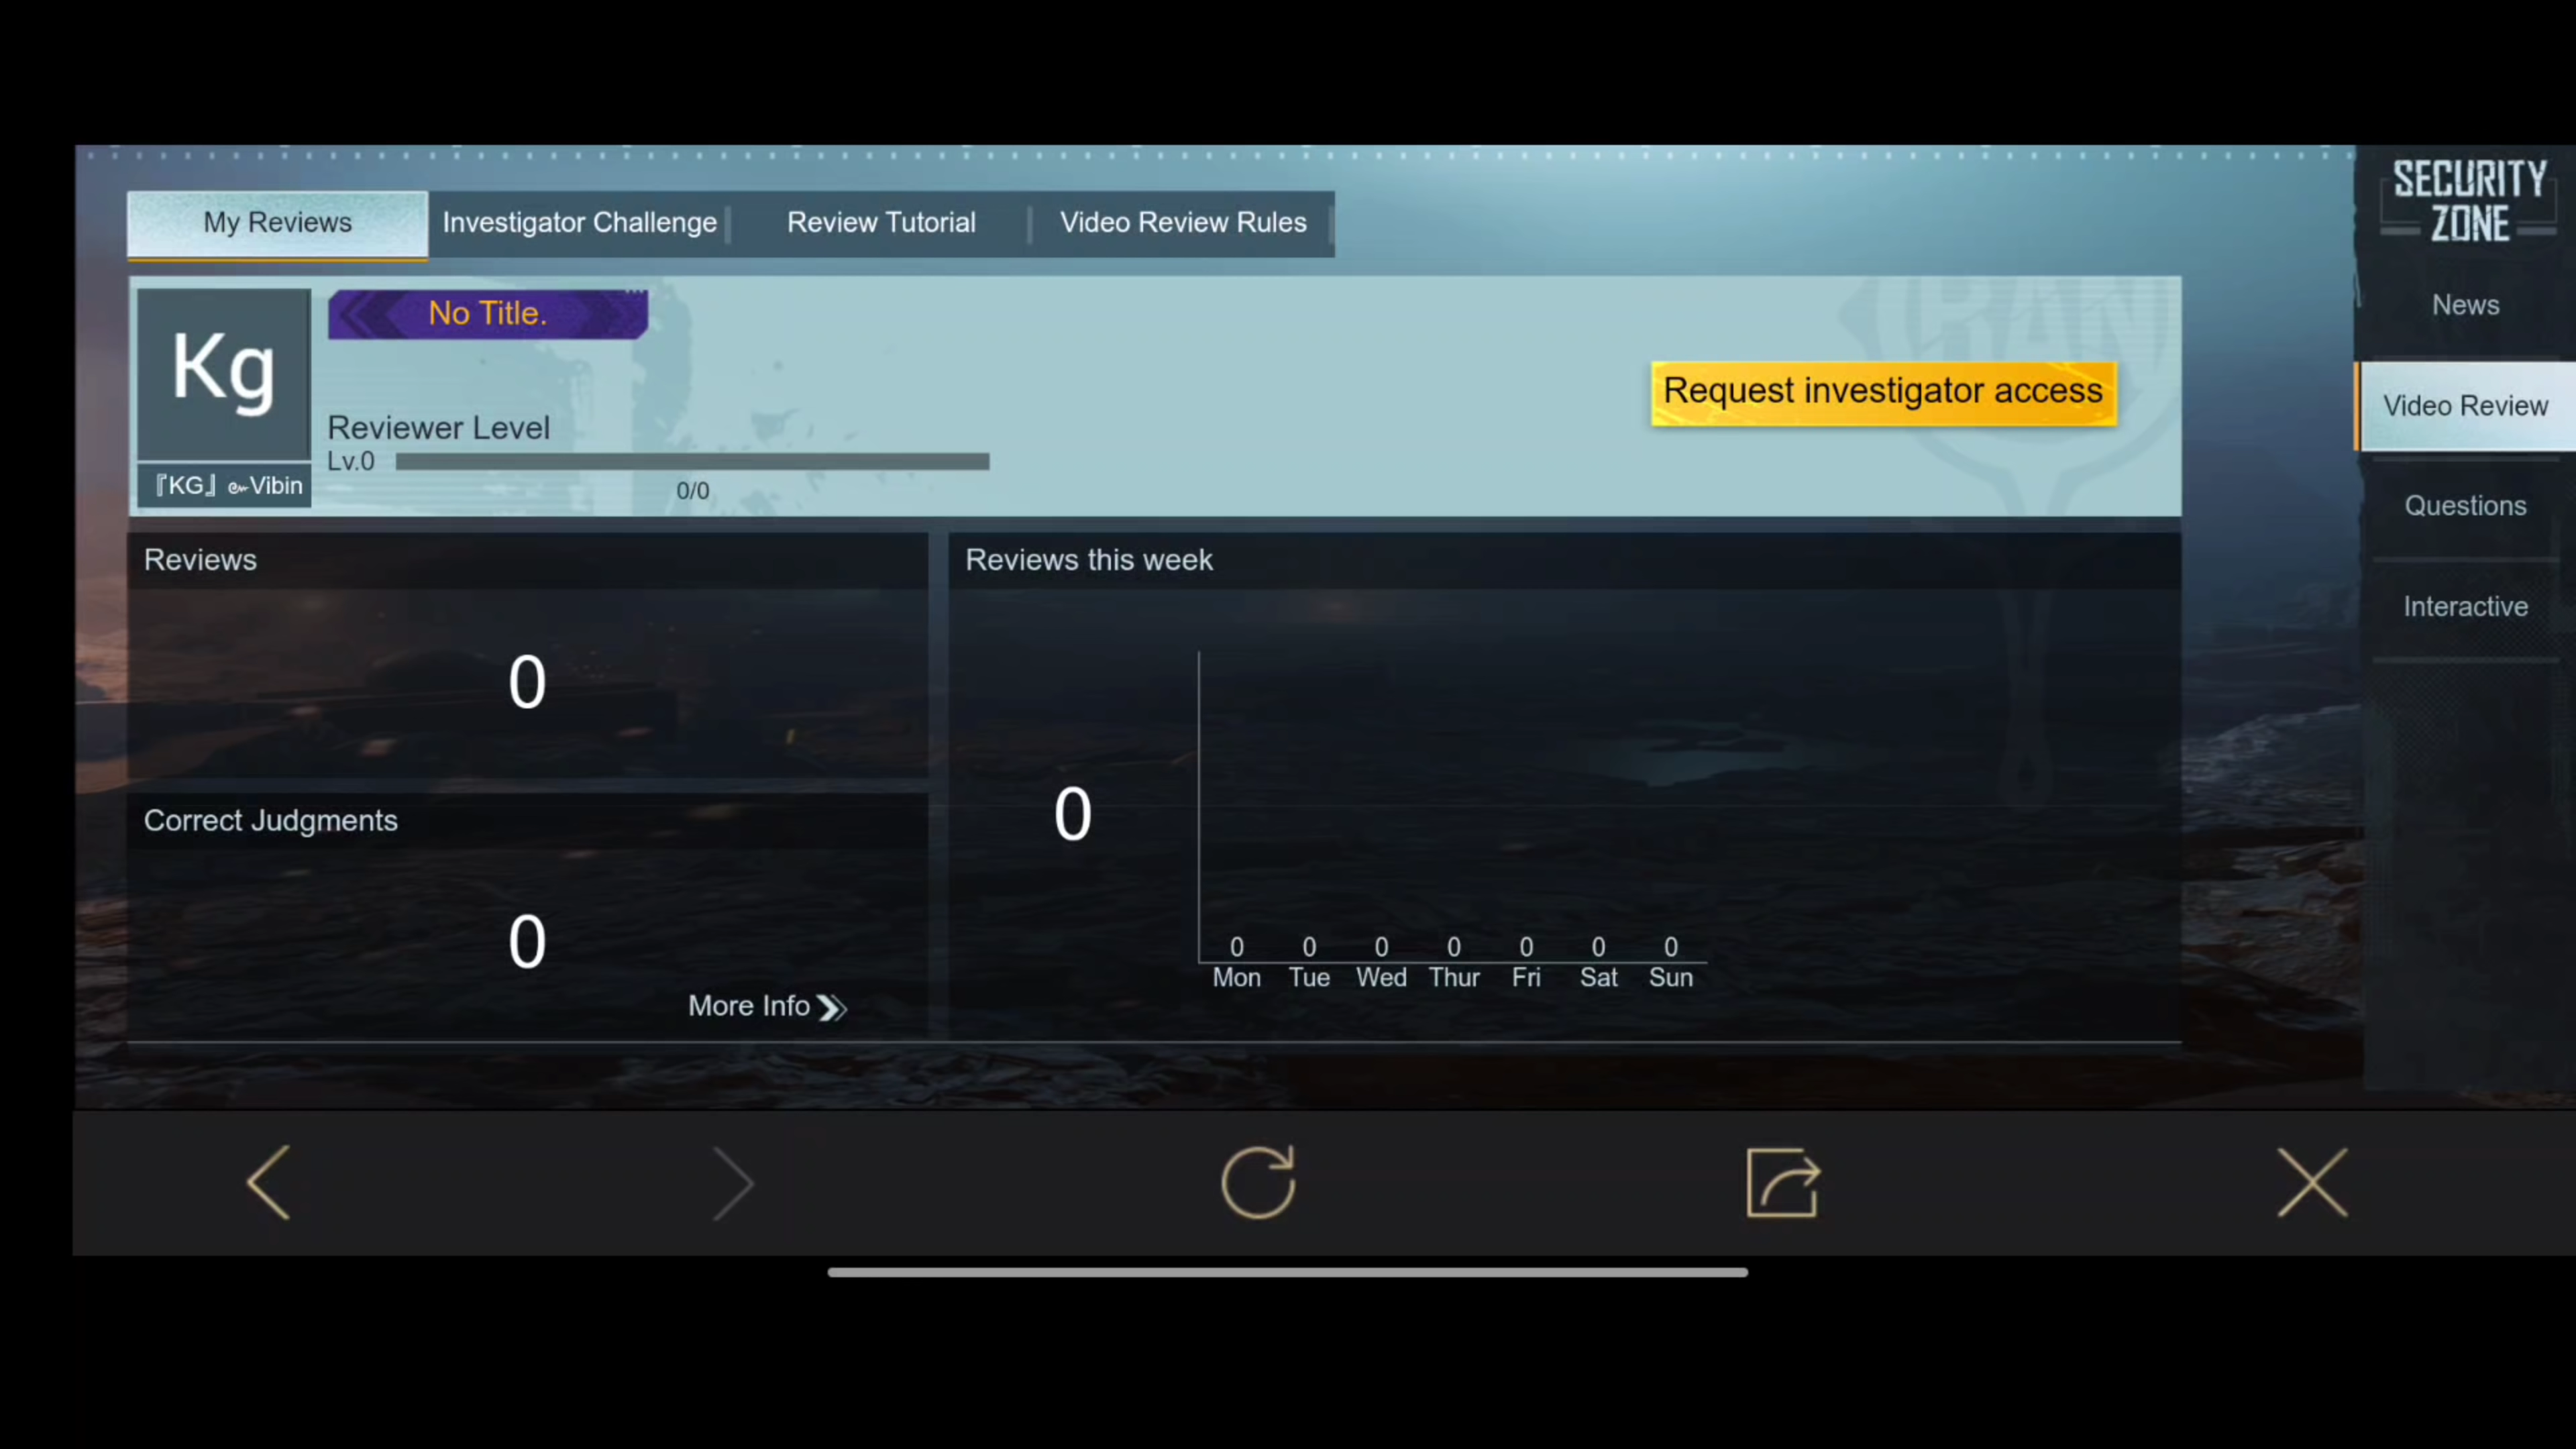 SECURITY
ZONE
My Reviews
Investigator Challenge
Review Tutorial
Video Review Rules
News
Video Review
Questions
Interactive
Kg
『KG』 ๛Vibin
No Title.
Reviewer Level
Lv.0
0/0
Request investigator access
Reviews
0
Correct Judgments
0
More Info
Reviews this week
0
0 0 0 0 0 0 0
Mon Tue Wed Thur Fri Sat Sun